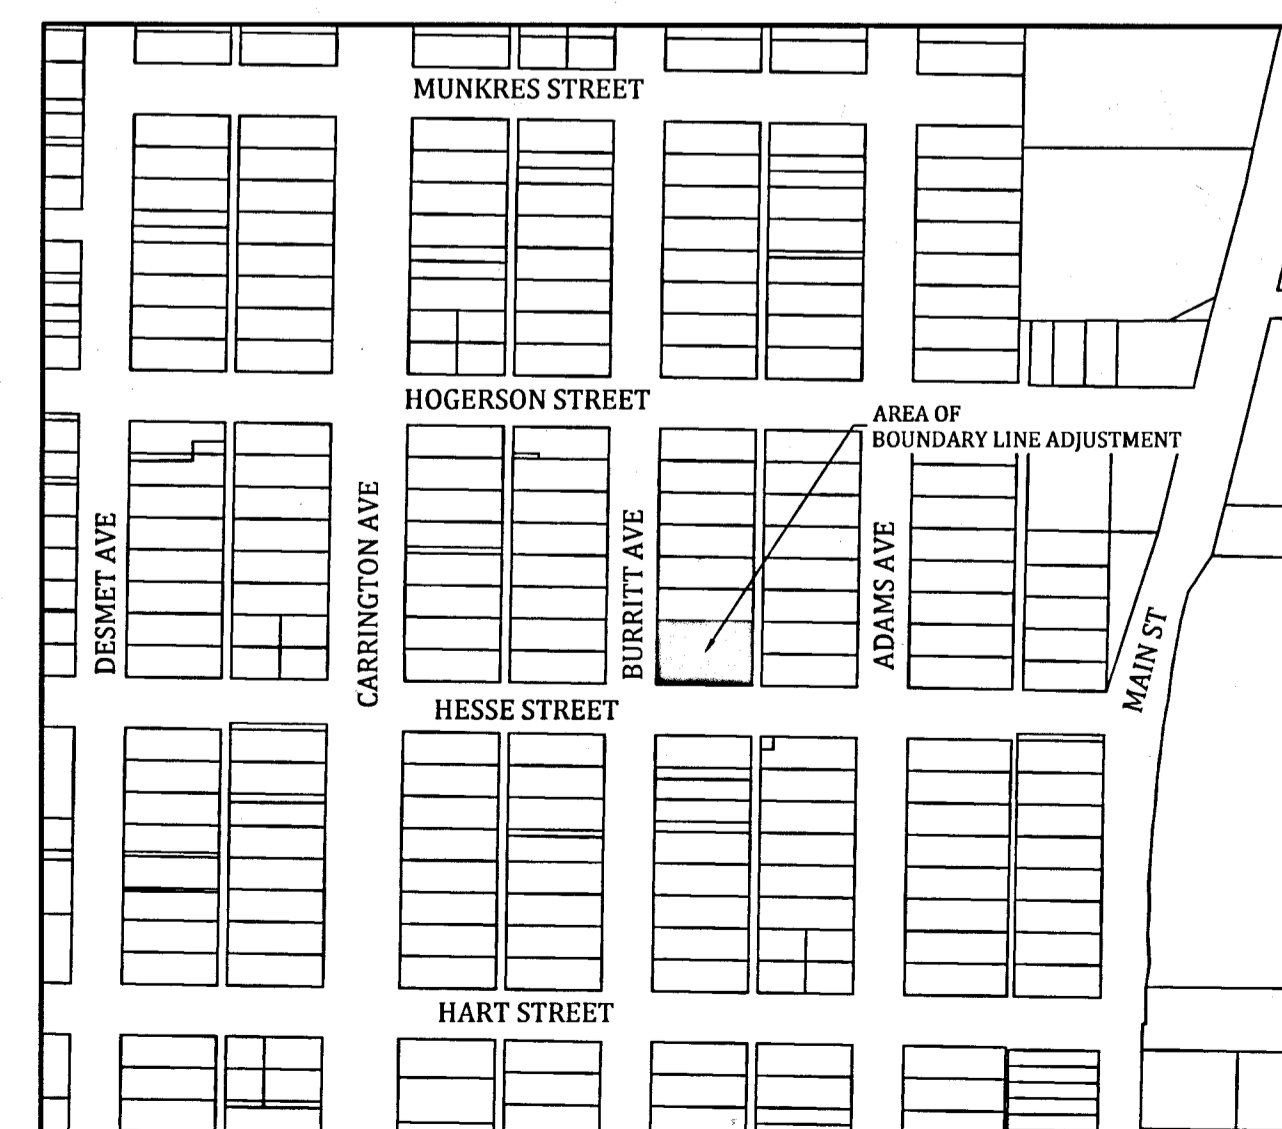 MUNKRES STREET
HOGERSON STREET
AREA OF
BOUNDARY LINE ADJUSTMENT
DESMET AVE
CARRINGTON AVE
BURRITT AVE
ADAMS AVE
MAIN ST
HESSE STREET
HART STREET